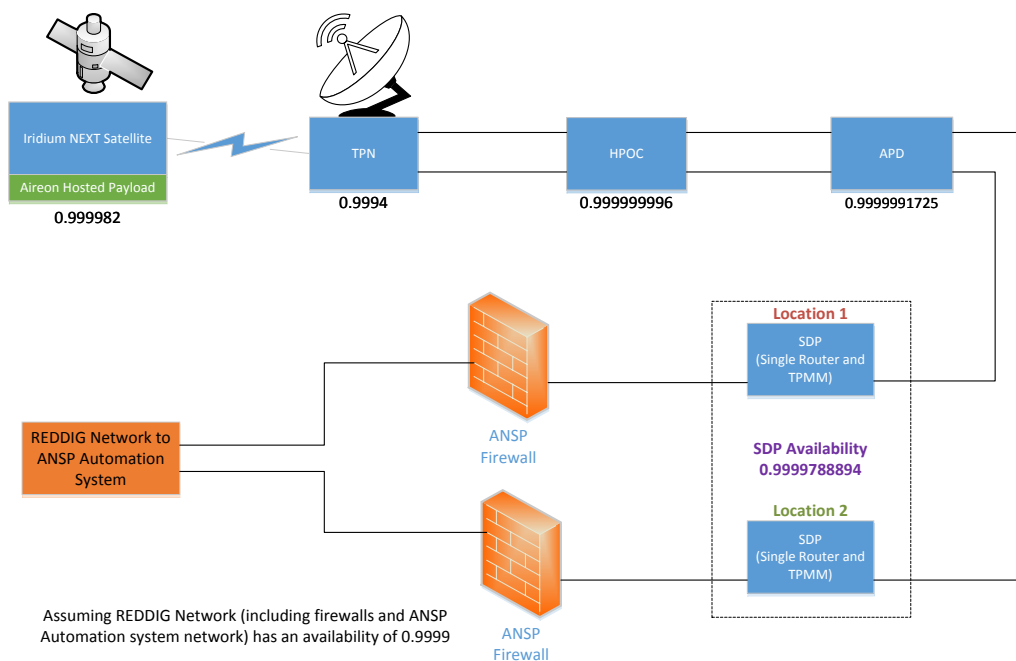 Iridium NEXT Satellite
Aireon Hosted Payload
0.999982
TPN
0.9994
HPOC
0.999999996
APD
0.9999991725
Location 1
SDP
(Single Router and
TPMM)
ANSP
Firewall
REDDIG Network to
ANSP Automation
System
SDP Availability
0.9999788894
Location 2
SDP
(Single Router and
TPMM)
ANSP
Firewall
Assuming REDDIG Network (including firewalls and ANSP
Automation system network) has an availability of 0.9999